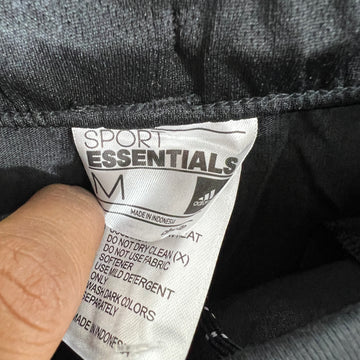 SPORT
ESSENTIALS
M
adidas
MADE IN INDONESIA
DO NOT DRY CLEAN (X)
DO NOT USE FABRIC
SOFTENER
USE MILD DETERGENT
ONLY
WASH DARK COLORS
SEPARATELY
MADE IN INDONESIA